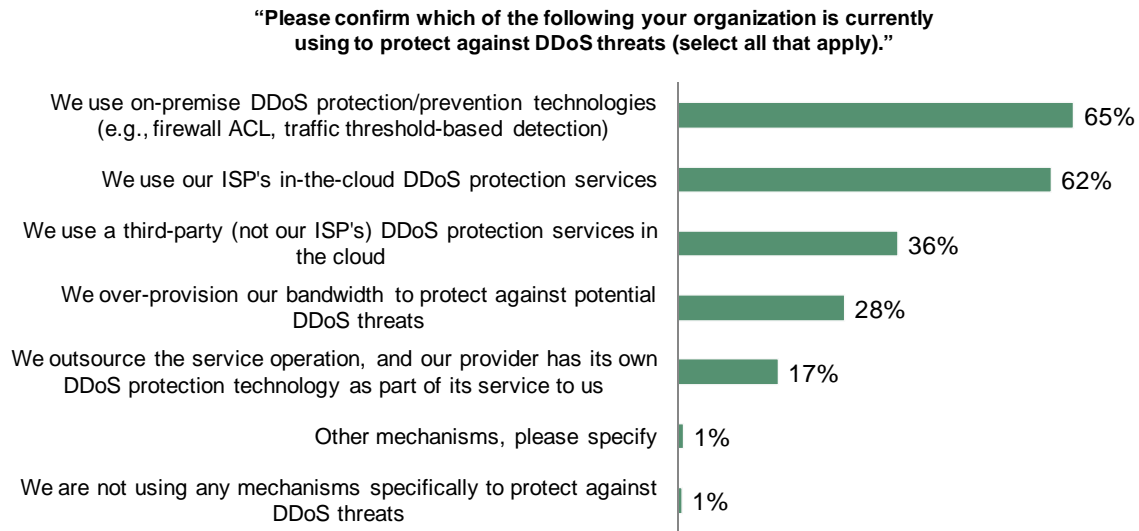 “Please confirm which of the following your organization is currently
using to protect against DDoS threats (select all that apply).”
We use on-premise DDoS protection/prevention technologies
(e.g., firewall ACL, traffic threshold-based detection)
65%
We use our ISP's in-the-cloud DDoS protection services
62%
We use a third-party (not our ISP's) DDoS protection services in
the cloud
36%
We over-provision our bandwidth to protect against potential
DDoS threats
28%
We outsource the service operation, and our provider has its own
DDoS protection technology as part of its service to us
17%
Other mechanisms, please specify
1%
We are not using any mechanisms specifically to protect against
DDoS threats
1%